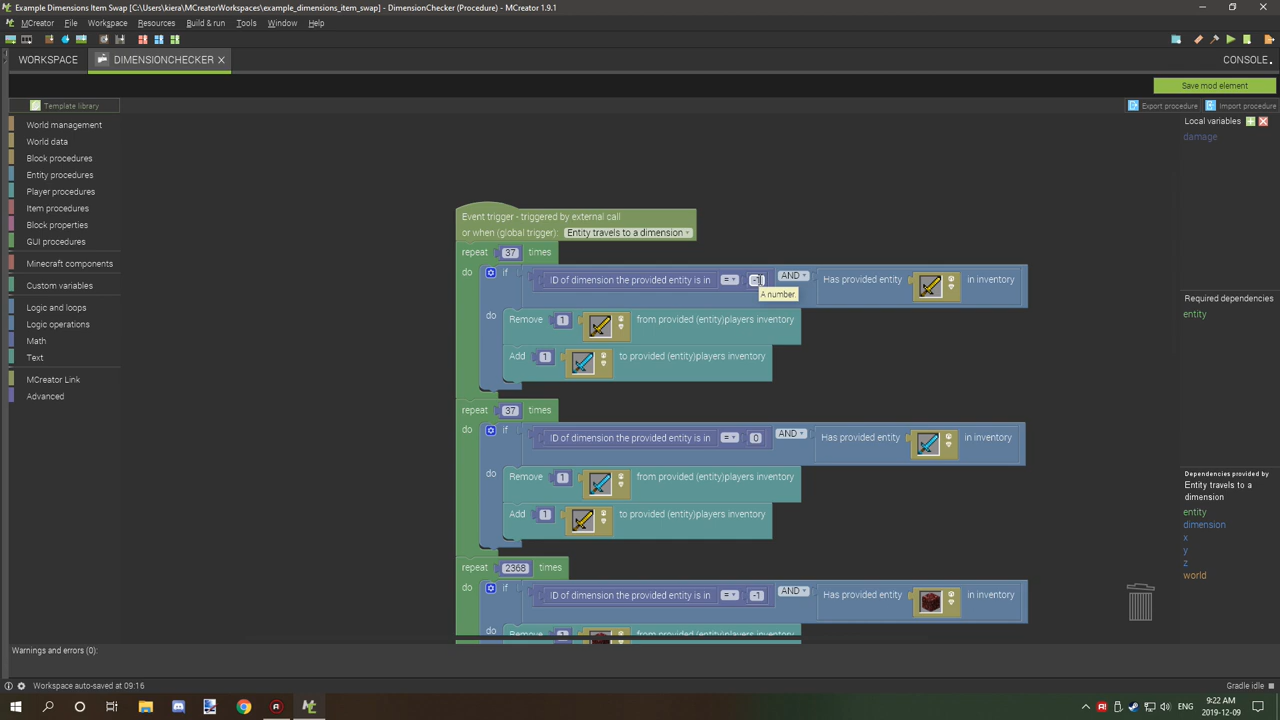 Example Dimensions Item Swap [C:\Users\kiera\MCreatorWorkspaces\example_dimensions_item_swap] - DimensionChecker (Procedure) - MCreator 1.9.1
MCreator File Workspace Resources Build & run Tools Window Help
WORKSPACE
DIMENSIONCHECKER
CONSOLE
Save mod element
Template library
Export procedure
Import procedure
World management
World data
Block procedures
Entity procedures
Player procedures
Item procedures
Block properties
GUI procedures
Minecraft components
Custom variables
Logic and loops
Logic operations
Math
Text
MCreator Link
Advanced
Event trigger - triggered by external call
or when (global trigger): Entity travels to a dimension
repeat 37 times
do if ID of dimension the provided entity is in = -1 AND Has provided entity in inventory
A number.
do Remove 1 from provided (entity)players inventory
Add 1 to provided (entity)players inventory
repeat 37 times
do if ID of dimension the provided entity is in = 0 AND Has provided entity in inventory
do Remove 1 from provided (entity)players inventory
Add 1 to provided (entity)players inventory
repeat 2368 times
do if ID of dimension the provided entity is in = -1 AND Has provided entity in inventory
do Remove 1 from provided (entity)players inventory
Local variables
damage
Required dependencies
entity
Dependencies provided by
Entity travels to a
dimension
entity
dimension
x
y
z
world
Warnings and errors (0):
Workspace auto-saved at 09:16
Gradle idle
ENG
9:22 AM
2019-12-09